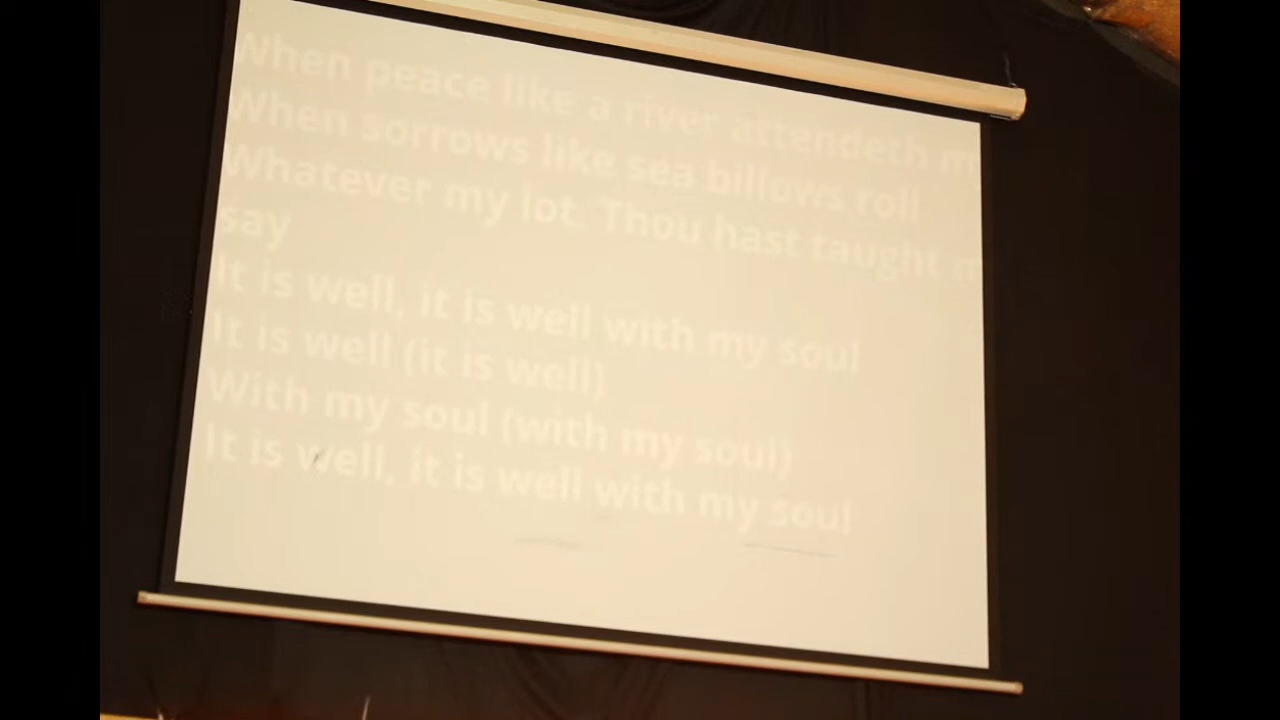 When peace like a river attendeth m
When sorrows like sea billows roll
Whatever my lot. Thou hast taught m
say
It is well, it is well with my soul
It is well (it is well)
With my soul (with my soul)
It is well, it is well with my soul